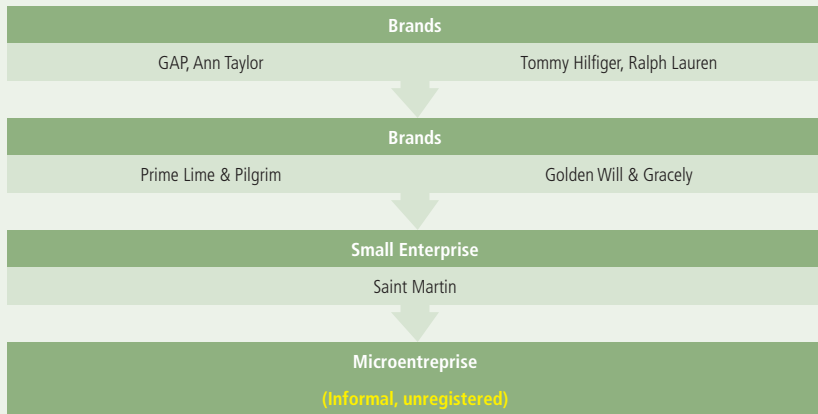 Brands
GAP, Ann Taylor Tommy Hilfiger, Ralph Lauren
Brands
Prime Lime & Pilgrim Golden Will & Gracely
Small Enterprise
Saint Martin
Microentreprise
(Informal, unregistered)